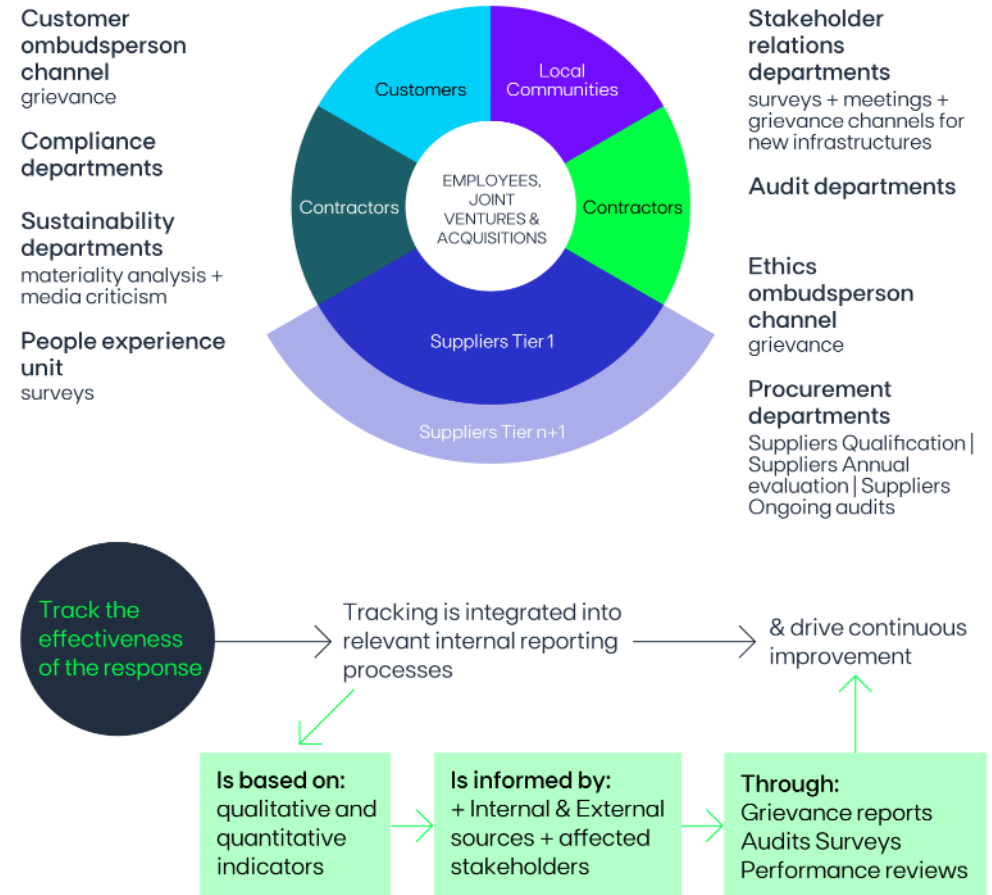 Customer
ombudsperson
channel
grievance
Compliance
departments
Sustainability
departments
materiality analysis +
media criticism
People experience
unit
surveys
Customers
Local
Communities
Contractors
EMPLOYEES,
JOINT
VENTURES &
ACQUISITIONS
Contractors
Suppliers Tier 1
Suppliers Tier n+1
Stakeholder
relations
departments
surveys + meetings +
grievance channels for
new infrastructures
Audit departments
Ethics
ombudsperson
channel
grievance
Procurement
departments
Suppliers Qualification |
Suppliers Annual
evaluation | Suppliers
Ongoing audits
Track the
effectiveness
of the response
Tracking is integrated into
relevant internal reporting
processes
& drive continuous
improvement
Is based on:
qualitative and
quantitative
indicators
Is informed by:
+ Internal & External
sources + affected
stakeholders
Through:
Grievance reports
Audits Surveys
Performance reviews